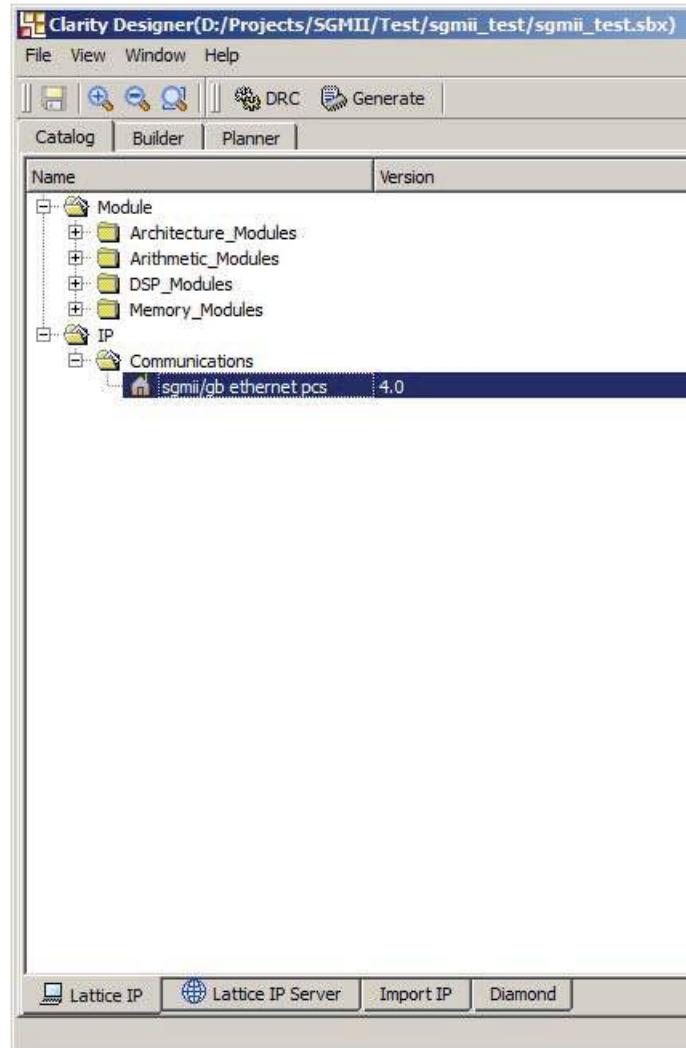 Clarity Designer(D:/Projects/SGMII/Test/sgmii_test/sgmii_test.sbx)
File View Window Help
DRC Generate
Catalog Builder Planner
Name Version
Module
Architecture_Modules
Arithmetic_Modules
DSP_Modules
Memory_Modules
IP
Communications
sgmii/gb ethernet pcs 4.0
Lattice IP Lattice IP Server Import IP Diamond